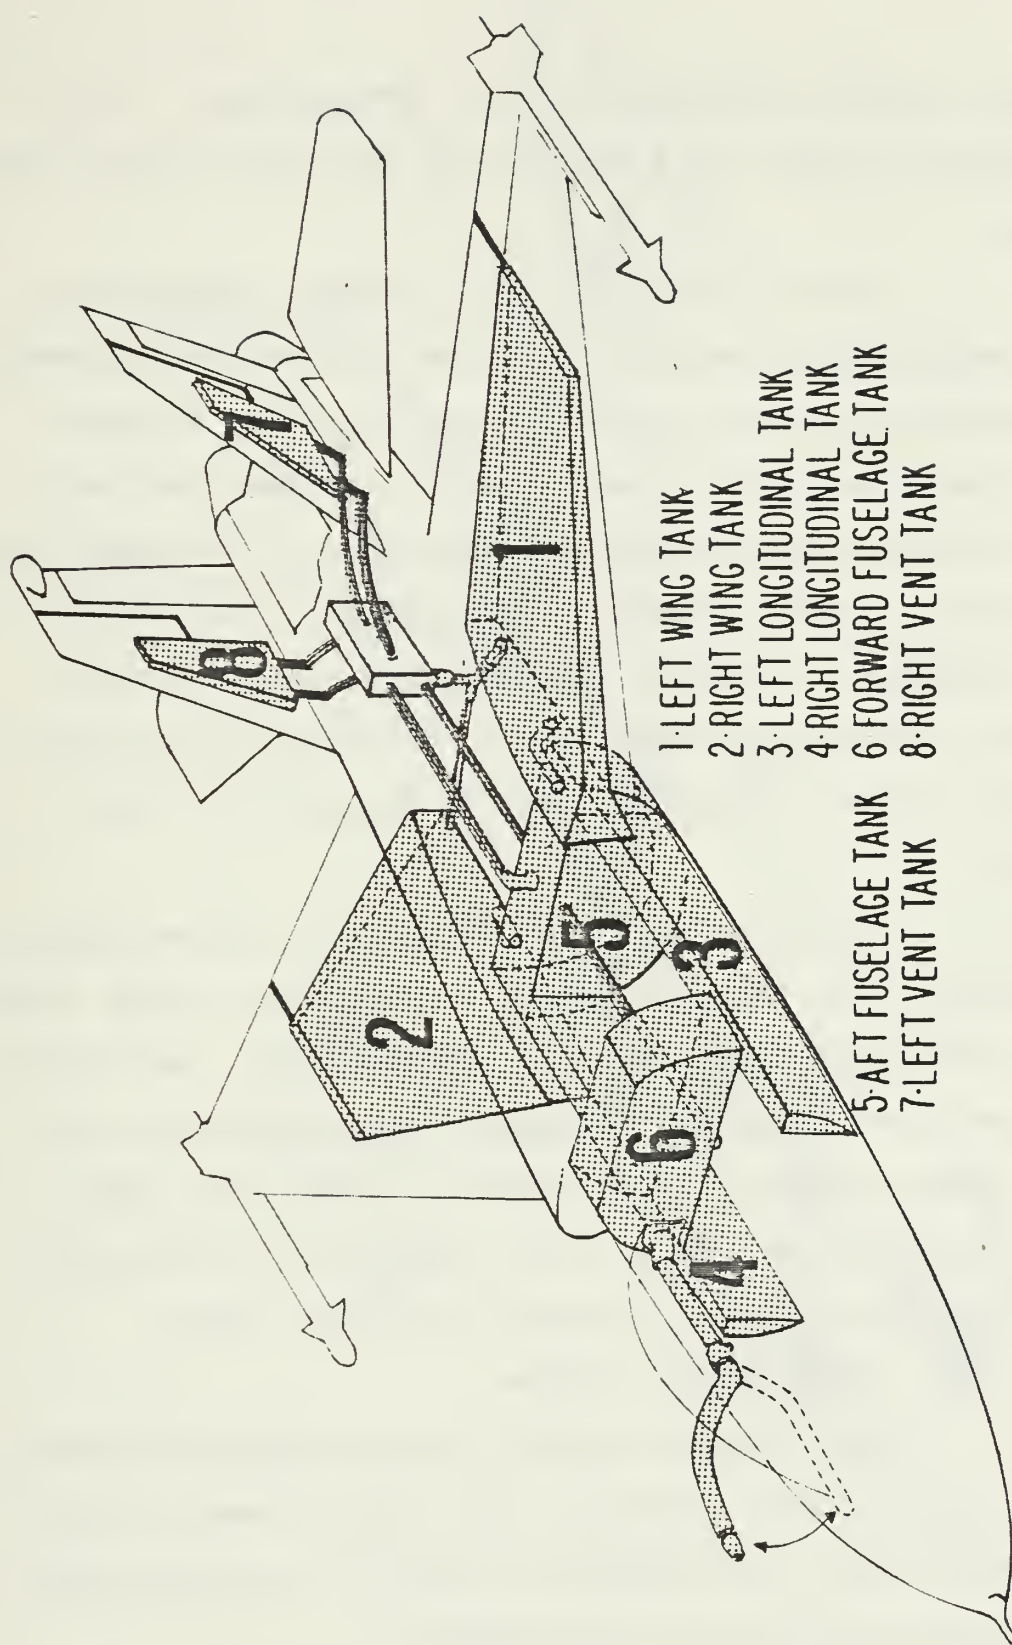 8
7
2
1
5
6
3
4
1·LEFT WING TANK
2·RIGHT WING TANK
3·LEFT LONGITUDINAL TANK
4·RIGHT LONGITUDINAL TANK
5·AFT FUSELAGE TANK 6 FORWARD FUSELAGE TANK
7·LEFT VENT TANK 8·RIGHT VENT TANK